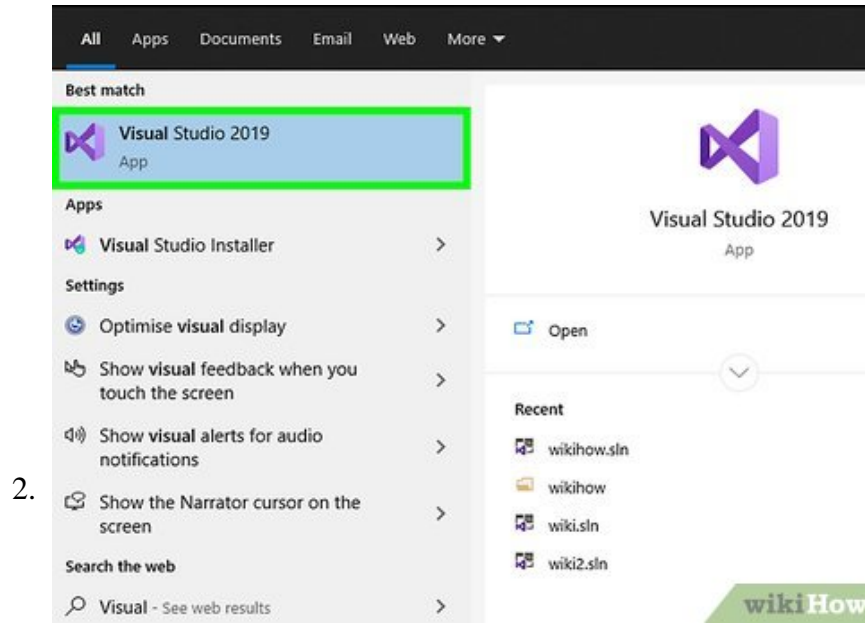 All Apps Documents Email Web More
Best match
Visual Studio 2019
App
Apps
Visual Studio Installer
Settings
Optimise visual display
Show visual feedback when you
touch the screen
Show visual alerts for audio
notifications
2.
Show the Narrator cursor on the
screen
Search the web
Visual - See web results
Visual Studio 2019
App
Open
Recent
wikihow.sln
wikihow
wiki.sln
wiki2.sln
wikiHow